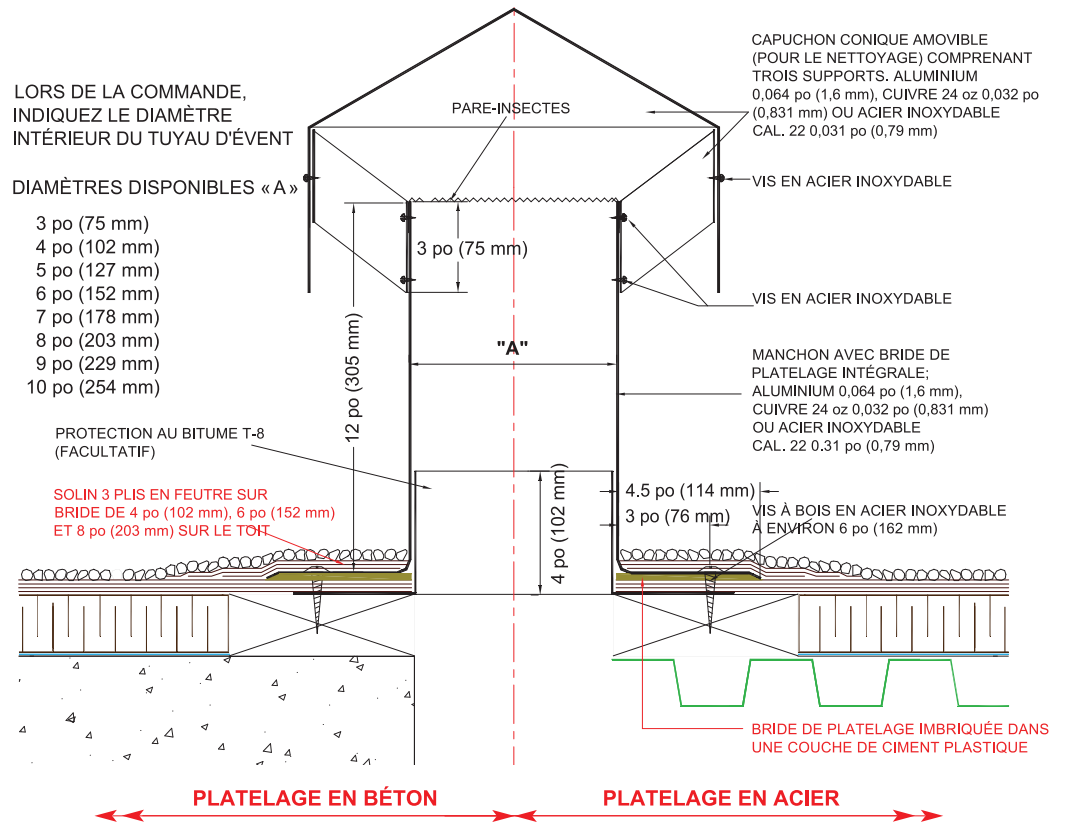 LORS DE LA COMMANDE,
INDIQUEZ LE DIAMÈTRE
INTÉRIEUR DU TUYAU D'ÉVENT
DIAMÈTRES DISPONIBLES « A »
3 po (75 mm)
4 po (102 mm)
5 po (127 mm)
6 po (152 mm)
7 po (178 mm)
8 po (203 mm)
9 po (229 mm)
10 po (254 mm)
PROTECTION AU BITUME T-8
(FACULTATIF)
SOLIN 3 PLIS EN FEUTRE SUR
BRIDE DE 4 po (102 mm), 6 po (152 mm)
ET 8 po (203 mm) SUR LE TOIT
PARE-INSECTES
3 po (75 mm)
12 po (305 mm)
"A"
4 po (102 mm)
4.5 po (114 mm)
3 po (76 mm)
CAPUCHON CONIQUE AMOVIBLE
(POUR LE NETTOYAGE) COMPRENANT
TROIS SUPPORTS. ALUMINIUM
0,064 po (1,6 mm), CUIVRE 24 oz 0,032 po
(0,831 mm) OU ACIER INOXYDABLE
CAL. 22 0,031 po (0,79 mm)
VIS EN ACIER INOXYDABLE
VIS EN ACIER INOXYDABLE
MANCHON AVEC BRIDE DE
PLATELAGE INTÉGRALE;
ALUMINIUM 0,064 po (1,6 mm),
CUIVRE 24 oz 0,032 po (0,831 mm)
OU ACIER INOXYDABLE
CAL. 22 0.31 po (0,79 mm)
VIS À BOIS EN ACIER INOXYDABLE
À ENVIRON 6 po (162 mm)
BRIDE DE PLATELAGE IMBRIQUÉE DANS
UNE COUCHE DE CIMENT PLASTIQUE
PLATELAGE EN BÉTON
PLATELAGE EN ACIER